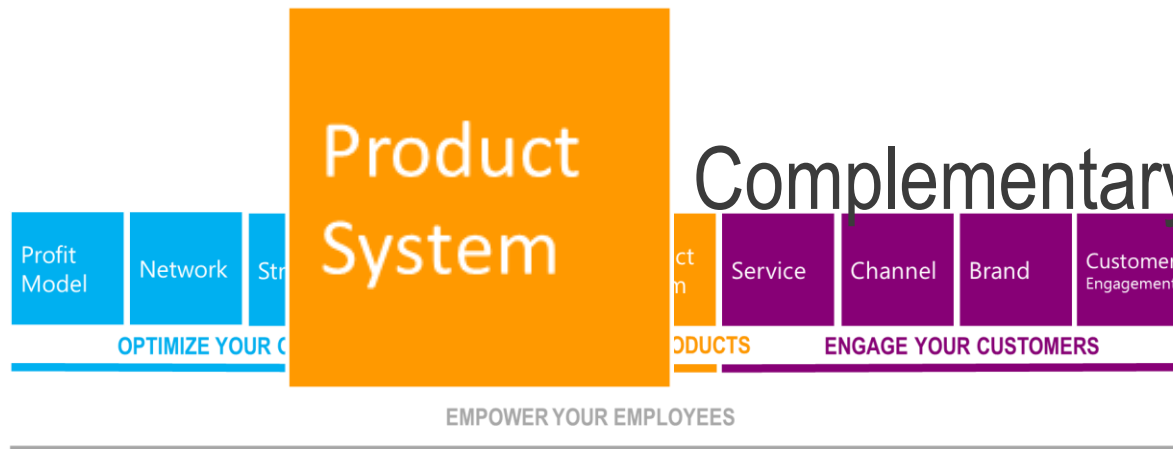 Product
System
Complementary
Profit
Model
Network
Str
ct
m
Service
Channel
Brand
Customer
Engagement
OPTIMIZE YOUR
ODUCTS
ENGAGE YOUR CUSTOMERS
EMPOWER YOUR EMPLOYEES